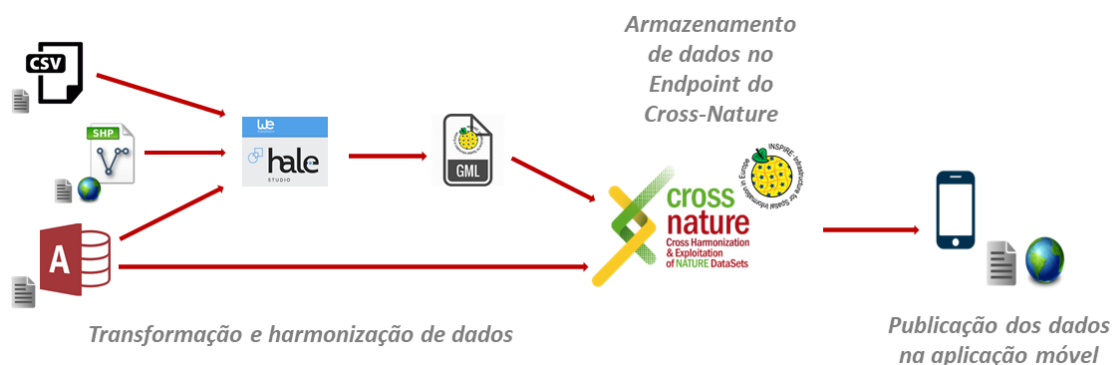 Armazenamento
de dados no
Endpoint do
Cross-Nature
CSV
SHP
We
hale
STUDIO
GML
INSPIRE - Infrastructure for Spatial Information in Europe
cross
nature
Cross Harmonization
& Exploitation
of NATURE DataSets
A
Transformação e harmonização de dados
Publicação dos dados
na aplicação móvel